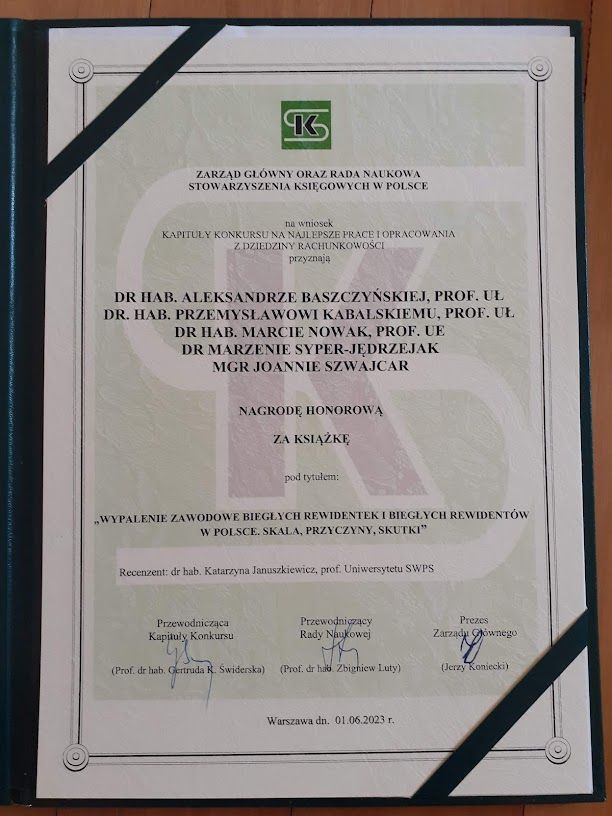 SK
ZARZĄD GŁÓWNY ORAZ RADA NAUKOWA
STOWARZYSZENIA KSIĘGOWYCH W POLSCE
na wniosek
KAPITUŁY KONKURSU NA NAJLEPSZE PRACE I OPRACOWANIA
Z DZIEDZINY RACHUNKOWOŚCI
przyznają
DR HAB. ALEKSANDRZE BASZCZYŃSKIEJ, PROF. UŁ
DR. HAB. PRZEMYSŁAWOWI KABALSKIEMU, PROF. UŁ
DR HAB. MARCIE NOWAK, PROF. UE
DR MARZENIE SYPER-JĘDRZEJAK
MGR JOANNIE SZWAJCAR
NAGRODĘ HONOROWĄ
ZA KSIĄŻKĘ
pod tytułem:
„WYPALENIE ZAWODOWE BIEGŁYCH REWIDENTEK I BIEGŁYCH REWIDENTÓW
W POLSCE. SKALA, PRZYCZYNY, SKUTKI”
Recenzent: dr hab. Katarzyna Januszkiewicz, prof. Uniwersytetu SWPS
Przewodnicząca Przewodniczący Prezes
Kapituły Konkursu Rady Naukowej Zarządu Głównego
(Prof. dr hab. Gertruda K. Świderska) (Prof. dr hab. Zbigniew Luty) (Jerzy Koniecki)
Warszawa dn. 01.06.2023 r.